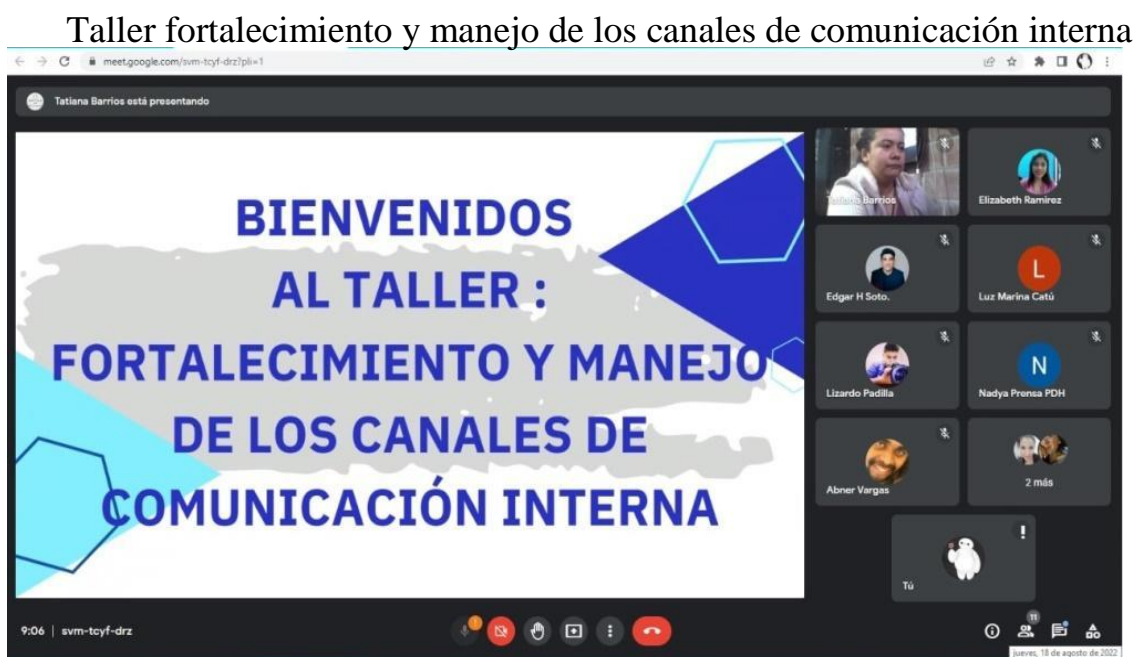 Taller fortalecimiento y manejo de los canales de comunicación interna
meet.google.com/svm-tcyf-drz?pli=1
Tatiana Barrios está presentando
BIENVENIDOS
AL TALLER :
FORTALECIMIENTO Y MANEJO
DE LOS CANALES DE
COMUNICACIÓN INTERNA
Tatiana Barrios
Elizabeth Ramirez
Edgar H Soto.
L
Luz Marina Catú
Lizardo Padilla
N
Nadya Prensa PDH
Abner Vargas
2 más
Tú
9:06 | svm-tcyf-drz
11
jueves, 18 de agosto de 2022